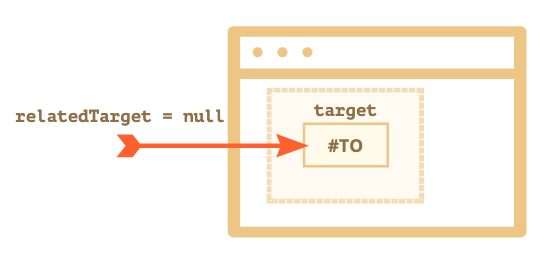 relatedTarget = null
target
#TO